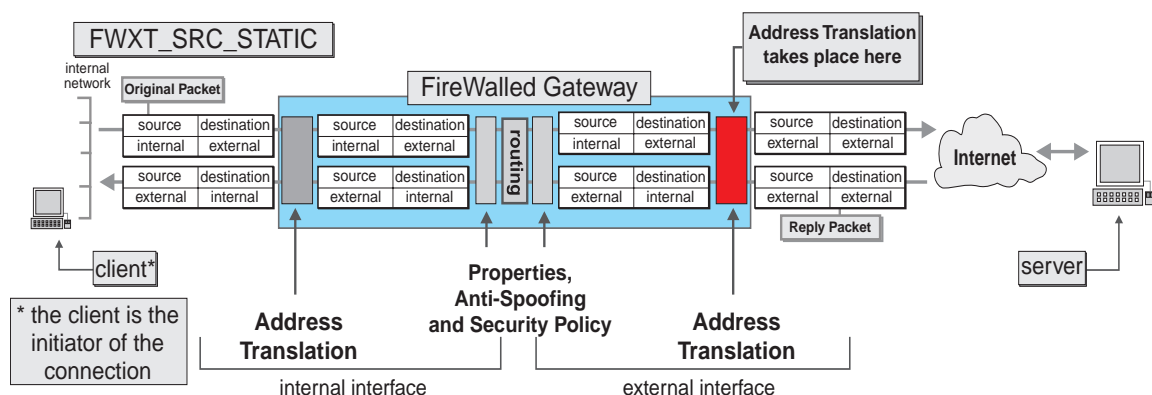 FWXT_SRC_STATIC
Address Translation
takes place here
internal
network
Original Packet
FireWalled Gateway
source destination
internal external
source destination
internal external
source destination
internal external
source destination
external external
routing
Internet
source destination
external internal
source destination
external internal
source destination
external internal
source destination
external external
Reply Packet
client*
server
Properties,
Anti-Spoofing
and Security Policy
* the client is the
initiator of the
connection
Address
Translation
Address
Translation
internal interface
external interface